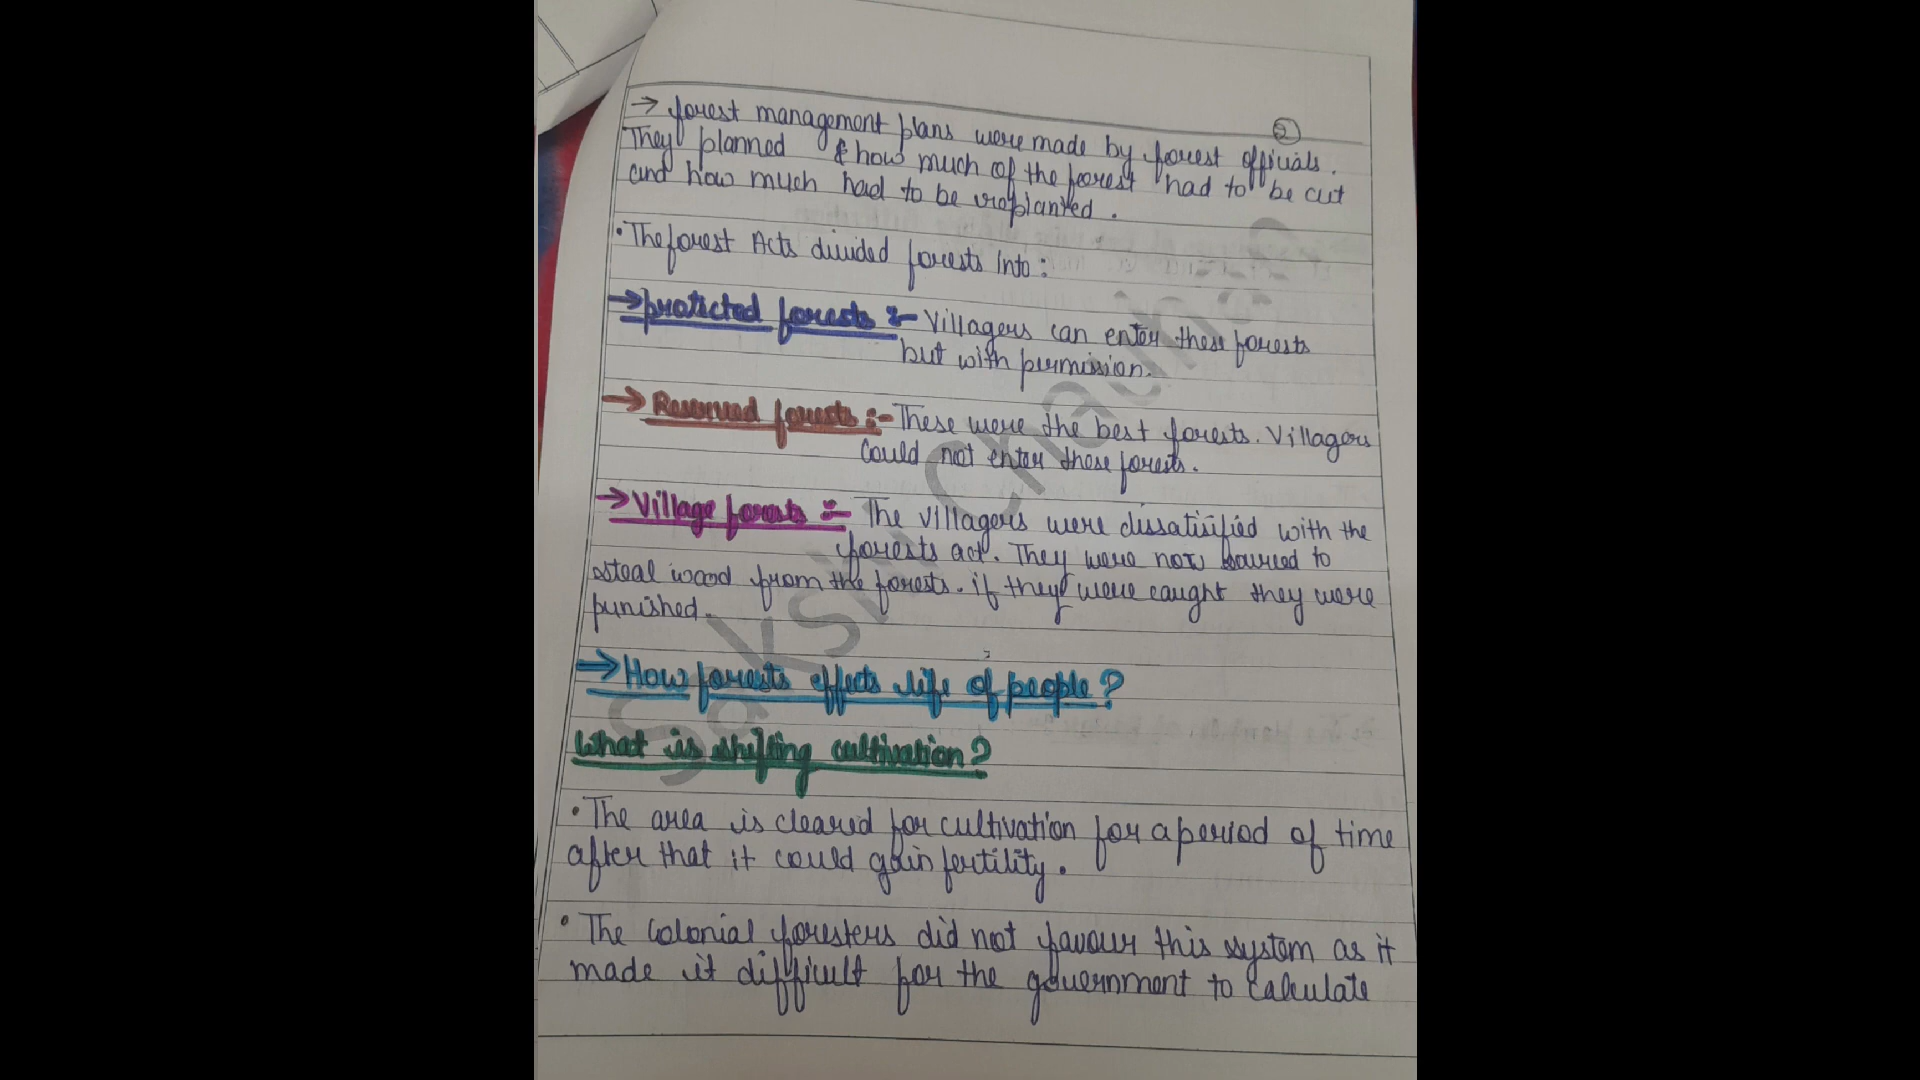 ②
→ forest management plans were made by forest officials.
They planned & how much of the forest had to be cut
and how much had to be replanted.
• The forest Acts divided forests into:
→ protected forests :- Villagers can enter these forests
but with permission.
→ Reserved forests :- These were the best forests. Villagers
could not enter these forests.
→ Village forests :- The villagers were dissatisified with the
forests act. They were now to
steal wood from the forests. if they were caught they were
punished.
→ How forests effects life of people?
What is shifting cultivation?
• The area is cleared for cultivation for a period of time
after that it could gain fertility.
• The colonial foresters did not favour this system as it
made it difficult for the government to calculate
Sakshi Chauhan